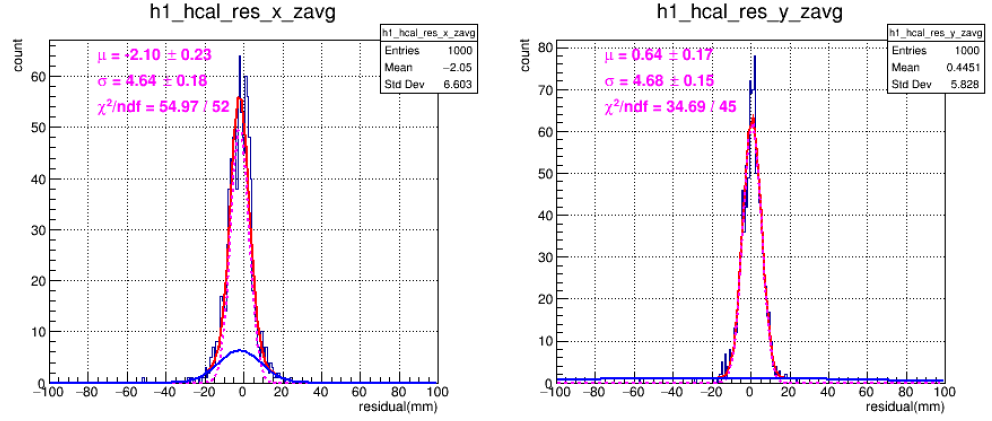 h1_hcal_res_x_zavg
count
h1_hcal_res_x_zavg
Entries 1000
Mean −2.05
Std Dev 6.603
μ = -2.10 ± 0.23
σ = 4.64 ± 0.18
χ²/ndf = 54.97 / 52
60
50
40
30
20
10
0
−100 −80 −60 −40 −20 0 20 40 60 80 100
residual(mm)
h1_hcal_res_y_zavg
count
h1_hcal_res_y_zavg
Entries 1000
Mean 0.4451
Std Dev 5.828
μ = 0.64 ± 0.17
σ = 4.68 ± 0.15
χ²/ndf = 34.69 / 45
80
70
60
50
40
30
20
10
0
−100 −80 −60 −40 −20 0 20 40 60 80 100
residual(mm)